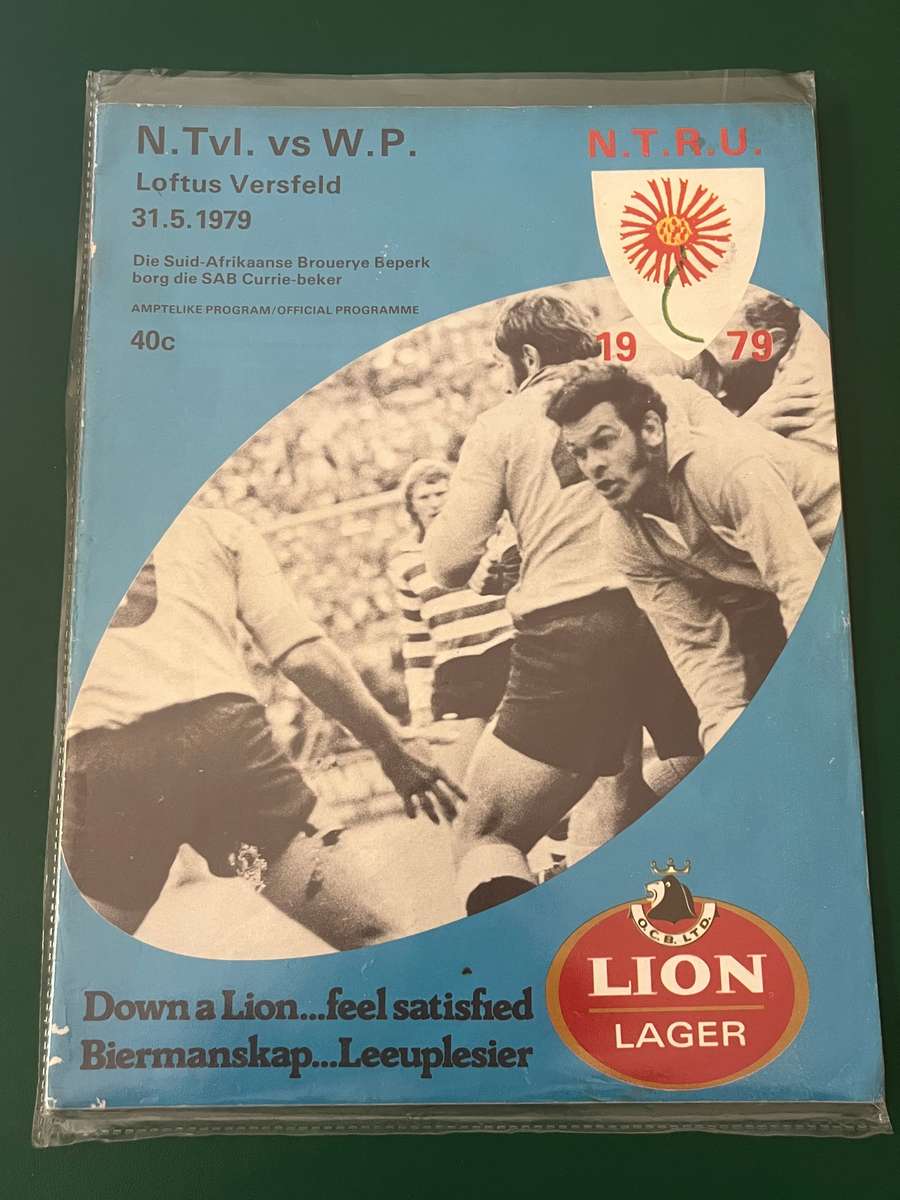 N.Tvl. vs W.P.
Loftus Versfeld
31.5.1979
Die Suid-Afrikaanse Brouerye Beperk
borg die SAB Currie-beker
AMPTELIKE PROGRAM/OFFICIAL PROGRAMME
40c
N.T.R.U.
19 79
Down a Lion...feel satisfied
Biermanskap...Leeuplesier
O.C.B. LTD.
LION
LAGER